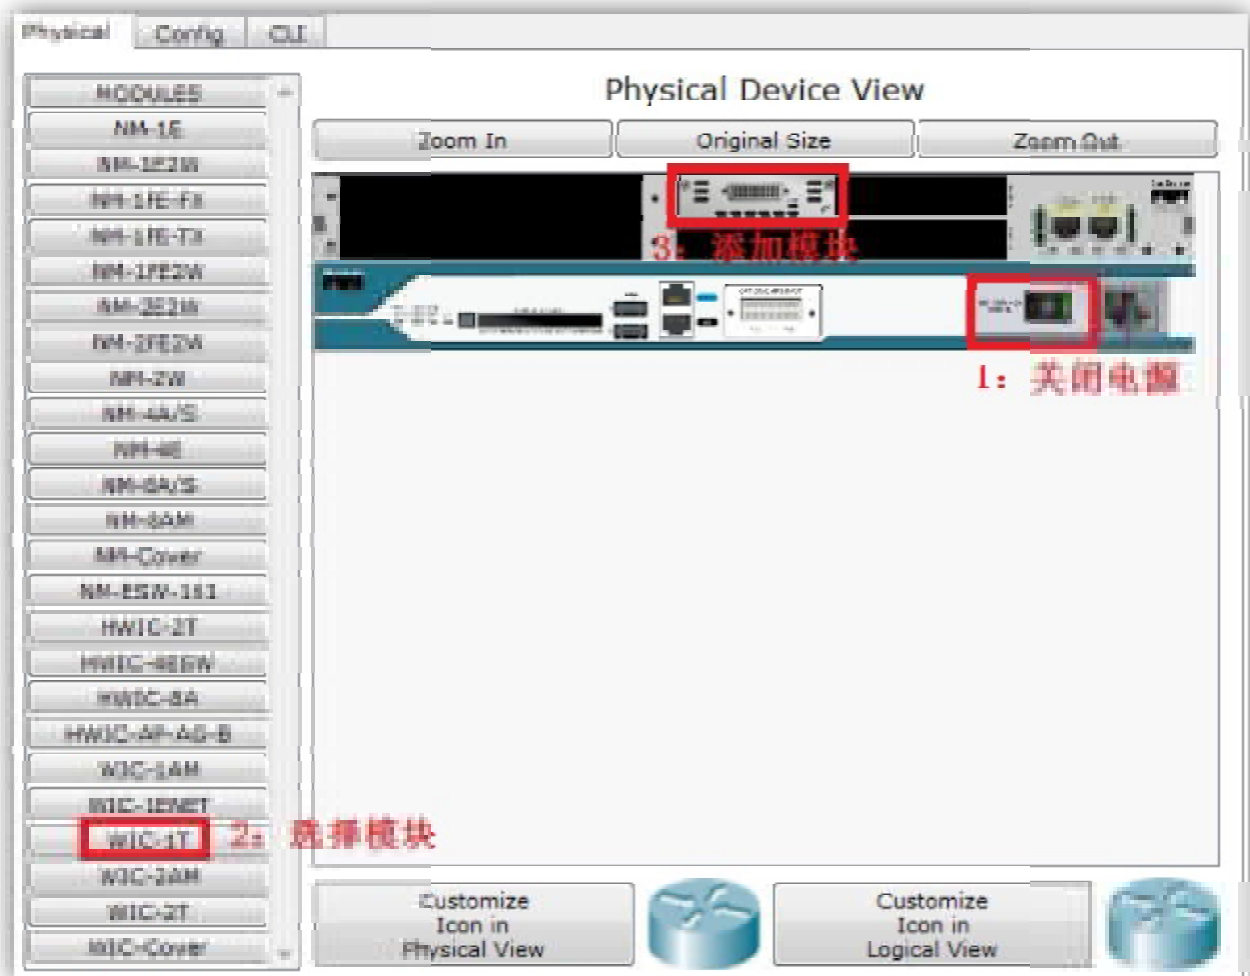 Physical Config CLI
MODULES
NM-1E
NM-1E2W
NM-1FE-FX
NM-1FE-TX
NM-1FE2W
NM-2E2W
NM-2FE2W
NM-2W
NM-4A/S
NM-4E
NM-8A/S
NM-8AM
NM-Cover
NM-ESW-161
HWIC-2T
HWIC-4ESW
HWIC-8A
HWIC-AP-AG-B
WIC-1AM
WIC-1ENET
WIC-1T
WIC-2AM
WIC-2T
WIC-Cover
Physical Device View
Zoom In Original Size Zoom Out
3：添加模块
1：关闭电源
2：选择模块
Customize
Icon in
Physical View
Customize
Icon in
Logical View